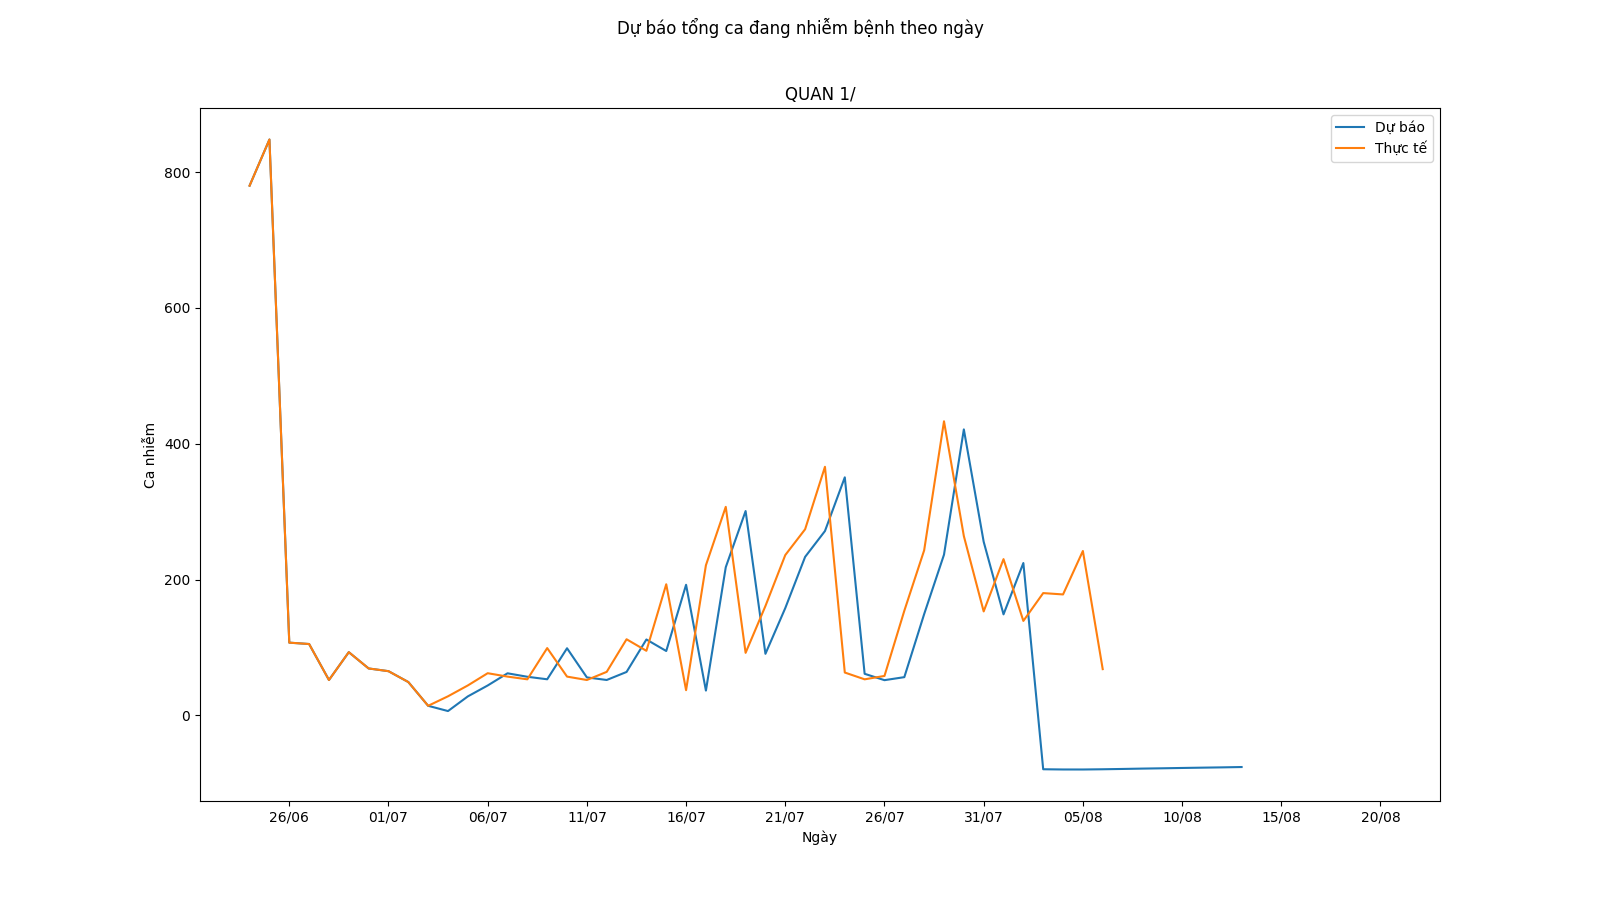 Dự báo tổng ca đang nhiễm bệnh theo ngày
QUAN 1/
Dự báo
Thực tế
Ca nhiễm
800
600
400
200
0
26/06 01/07 06/07 11/07 16/07 21/07 26/07 31/07 05/08 10/08 15/08 20/08
Ngày